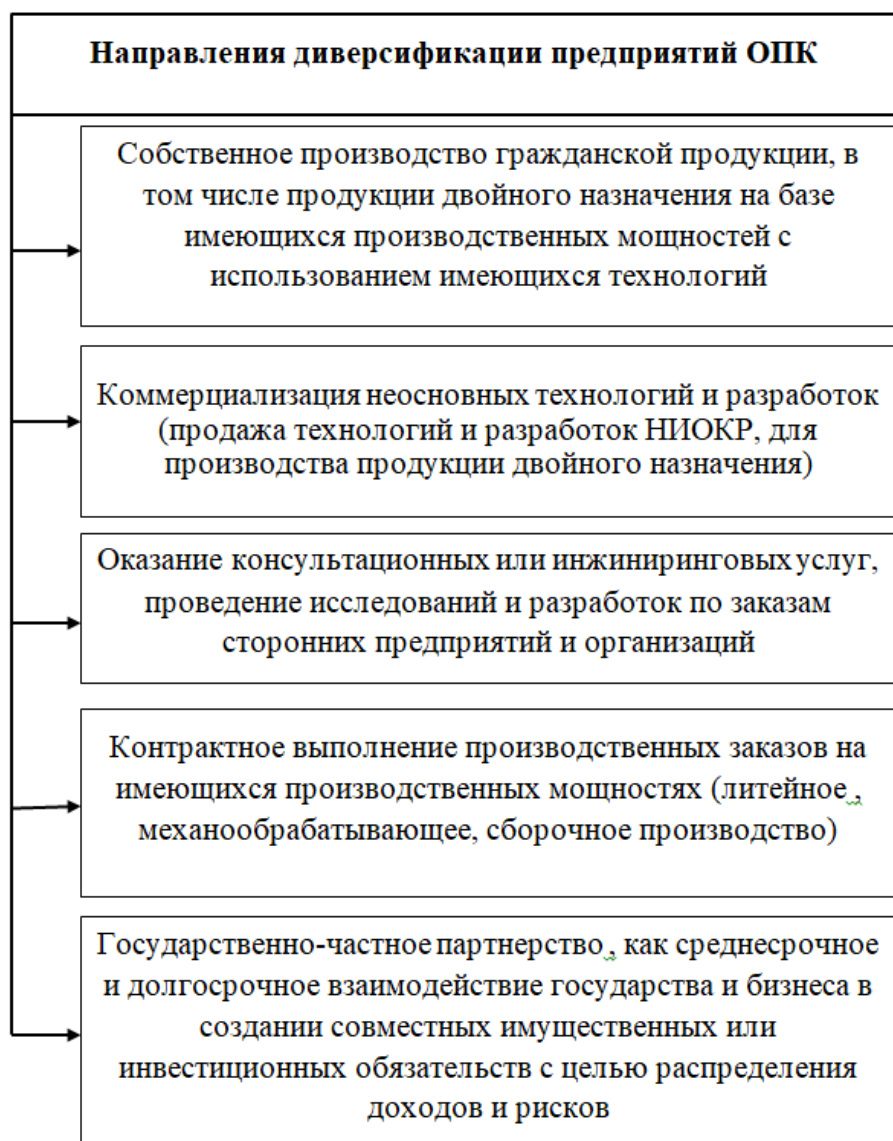 Направления диверсификации предприятий ОПК
Собственное производство гражданской продукции, в
том числе продукции двойного назначения на базе
имеющихся производственных мощностей с
использованием имеющихся технологий
Коммерциализация неосновных технологий и разработок
(продажа технологий и разработок НИОКР, для
производства продукции двойного назначения)
Оказание консультационных или инжиниринговых услуг,
проведение исследований и разработок по заказам
сторонних предприятий и организаций
Контрактное выполнение производственных заказов на
имеющихся производственных мощностях (литейное ,
механообрабатывающее, сборочное производство)
Государственно-частное партнерство , как среднесрочное
и долгосрочное взаимодействие государства и бизнеса в
создании совместных имущественных или
инвестиционных обязательств с целью распределения
доходов и рисков